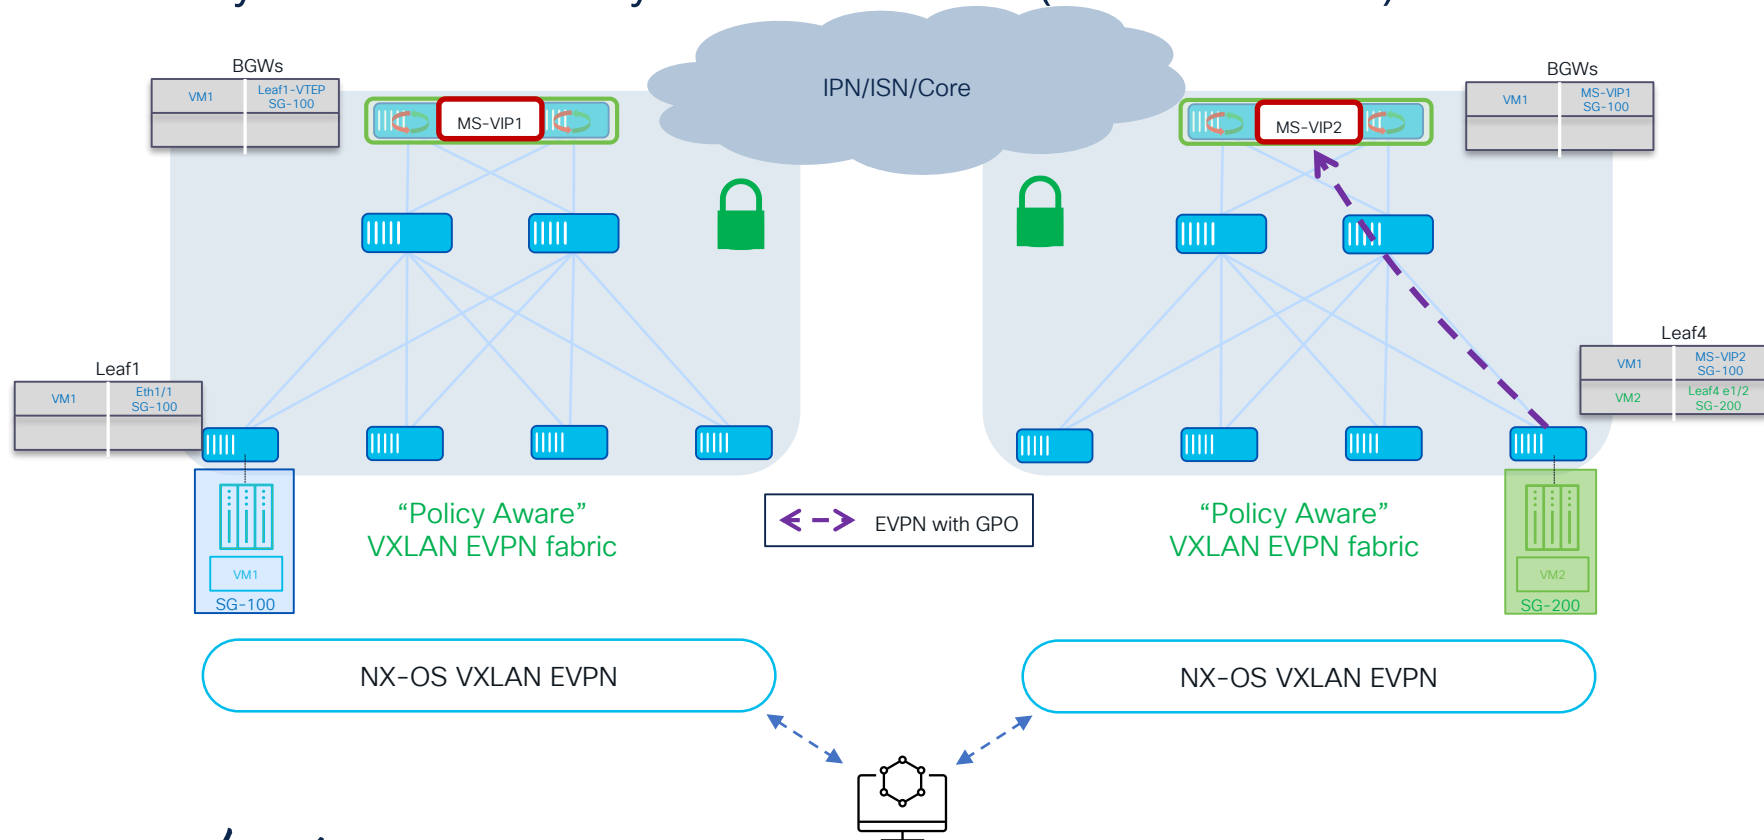 BGWs
VM1
Leaf1-VTEP
SG-100
MS-VIP1
IPN/ISN/Core
MS-VIP2
BGWs
VM1
MS-VIP1
SG-100
Leaf1
VM1
Eth1/1
SG-100
Leaf4
VM1
MS-VIP2
SG-100
VM2
Leaf4 e1/2
SG-200
VM1
SG-100
“Policy Aware”
VXLAN EVPN fabric
EVPN with GPO
“Policy Aware”
VXLAN EVPN fabric
VM2
SG-200
NX-OS VXLAN EVPN
NX-OS VXLAN EVPN